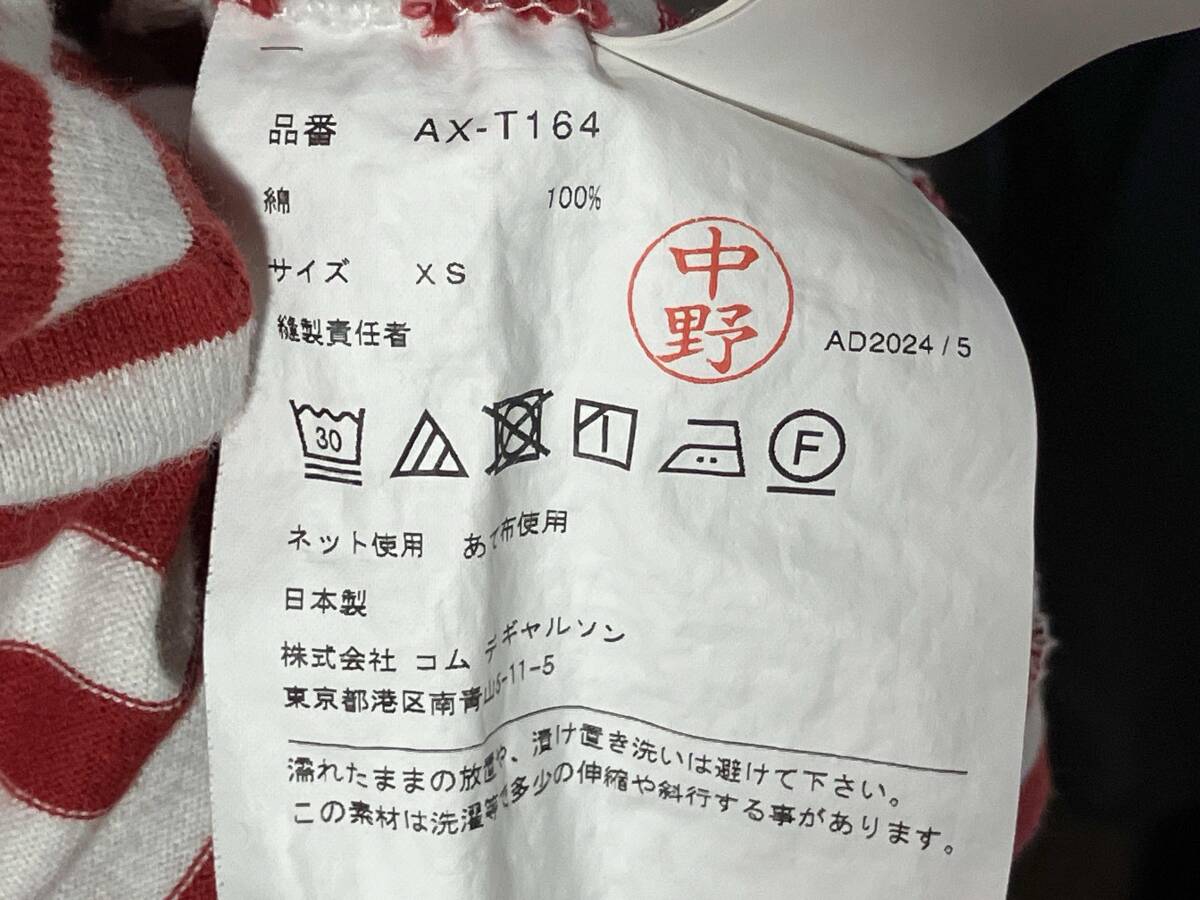 品番 AX-T164
綿 100%
サイズ XS
縫製責任者 中野 AD2024/5
30 F
ネット使用 あて布使用
日本製
株式会社 コム デギャルソン
東京都港区南青山5-11-5
濡れたままの放置や、漬け置き洗いは避けて下さい。
この素材は洗濯等で多少の伸縮や斜行する事があります。